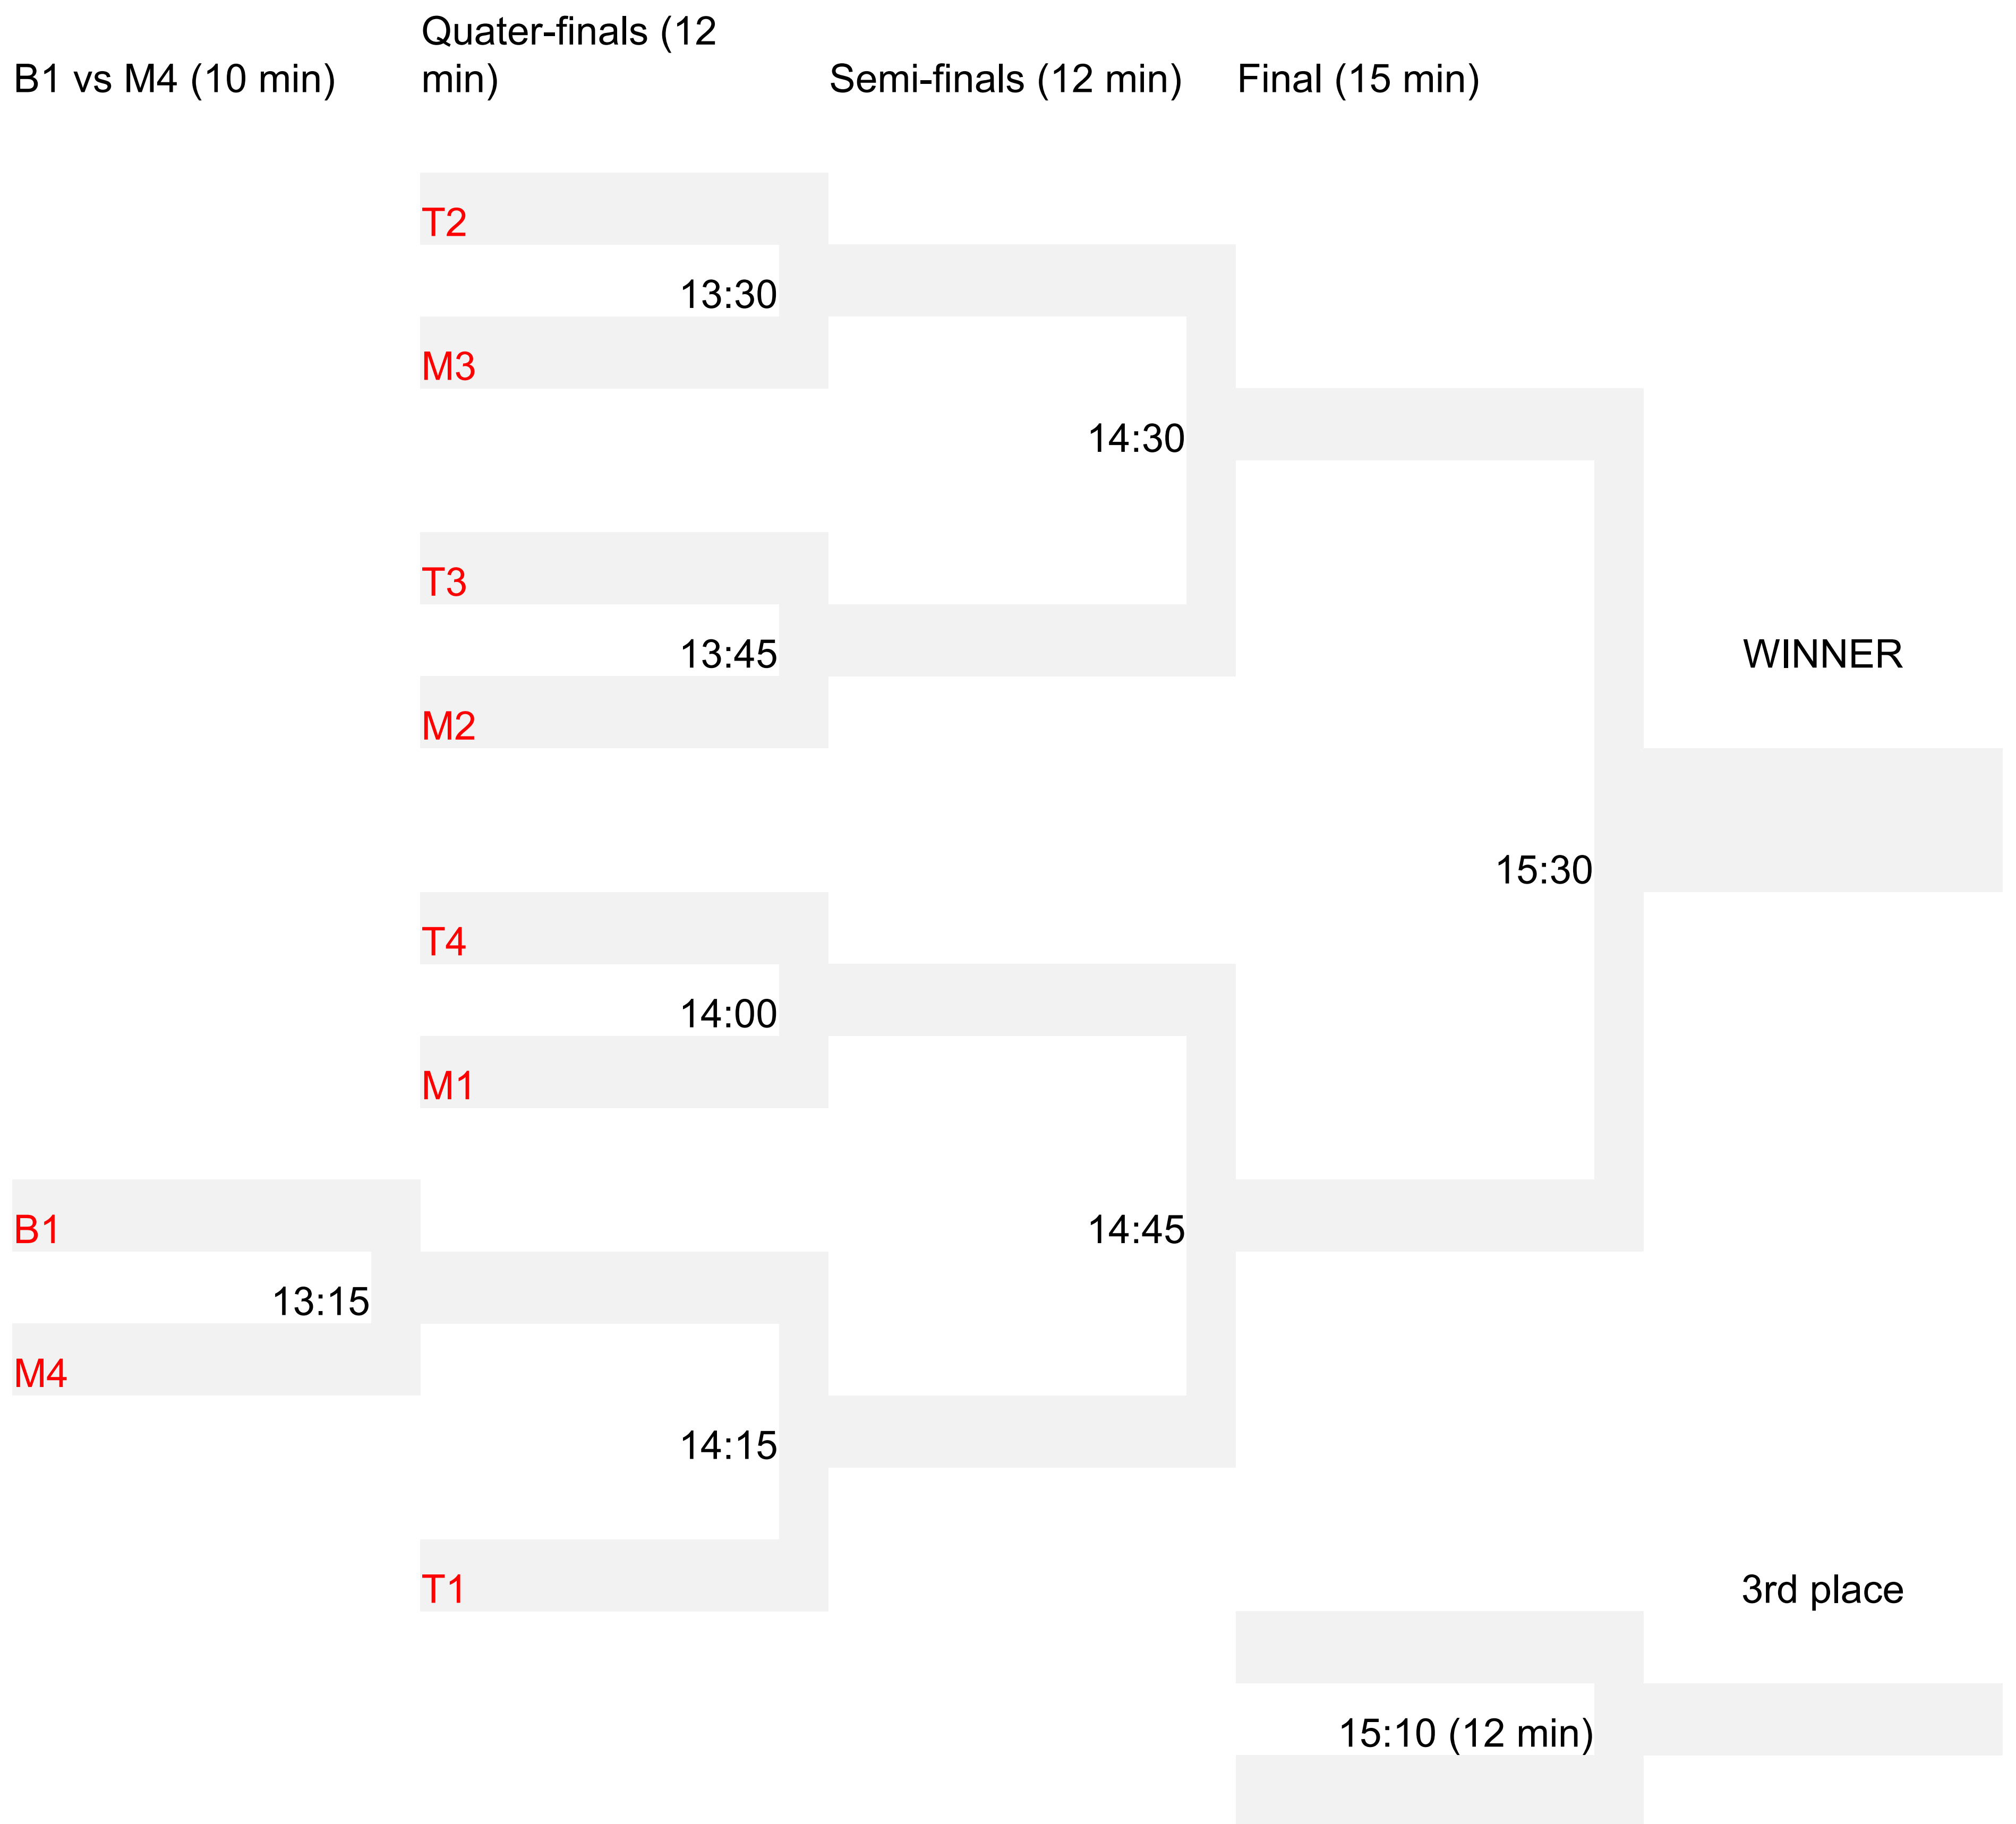 Quater-finals (12
B1 vs M4 (10 min)
min)
Semi-finals (12 min)
Final (15 min)
T2
13:30
M3
14:30
T3
13:45
WINNER
M2
15:30
T4
14:00
M1
B1
14:45
13:15
M4
14:15
T1
3rd place
15:10 (12 min)